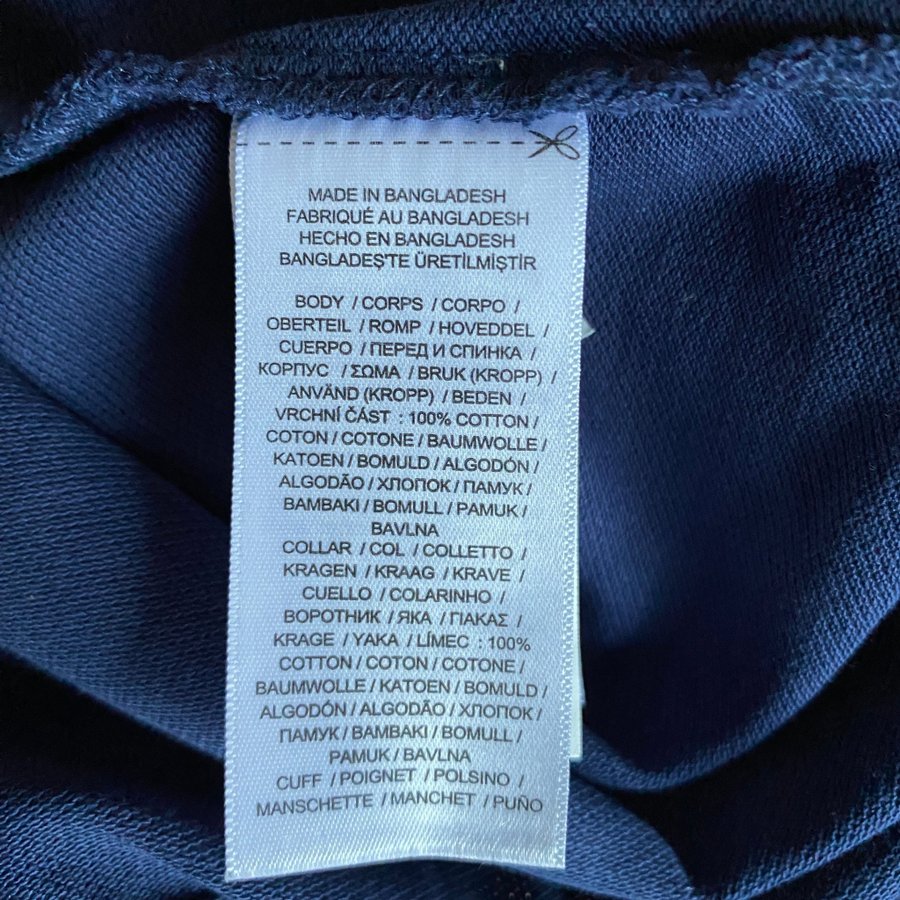 MADE IN BANGLADESH
FABRIQUÉ AU BANGLADESH
HECHO EN BANGLADESH
BANGLADEŞ'TE ÜRETİLMİŞTİR
BODY / CORPS / CORPO /
OBERTEIL / ROMP / HOVEDDEL /
CUERPO / ПЕРЕД И СПИНКА /
КОРПУС / ΣΩΜΑ / BRUK (KROPP) /
ANVÄND (KROPP) / BEDEN /
VRCHNÍ ČÁST : 100% COTTON /
COTON / COTONE / BAUMWOLLE /
KATOEN / BOMULD / ALGODÓN /
ALGODÃO / ХЛОПОК / ПАМУК /
BAMBAKI / BOMULL / PAMUK /
BAVLNA
COLLAR / COL / COLLETTO /
KRAGEN / KRAAG / KRAVE /
CUELLO / COLARINHO /
ВОРОТНИК / ЯКА / ГIАКАΣ /
KRAGE / YAKA / LÍMEC : 100%
COTTON / COTON / COTONE /
BAUMWOLLE / KATOEN / BOMULD /
ALGODÓN / ALGODÃO / ХЛОПОК /
ПАМУК / BAMBAKI / BOMULL /
PAMUK / BAVLNA
CUFF / POIGNET / POLSINO /
MANSCHETTE / MANCHET / PUÑO